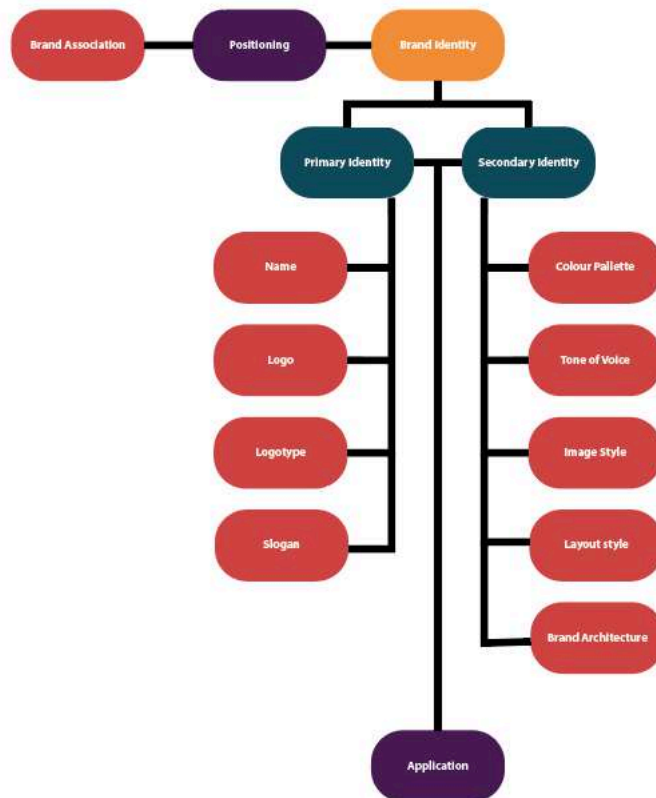 Brand Association
Positioning
Brand Identity
Primary Identity
Secondary Identity
Name
Colour Pallette
Logo
Tone of Voice
Logotype
Image Style
Slogan
Layout style
Brand Architecture
Application